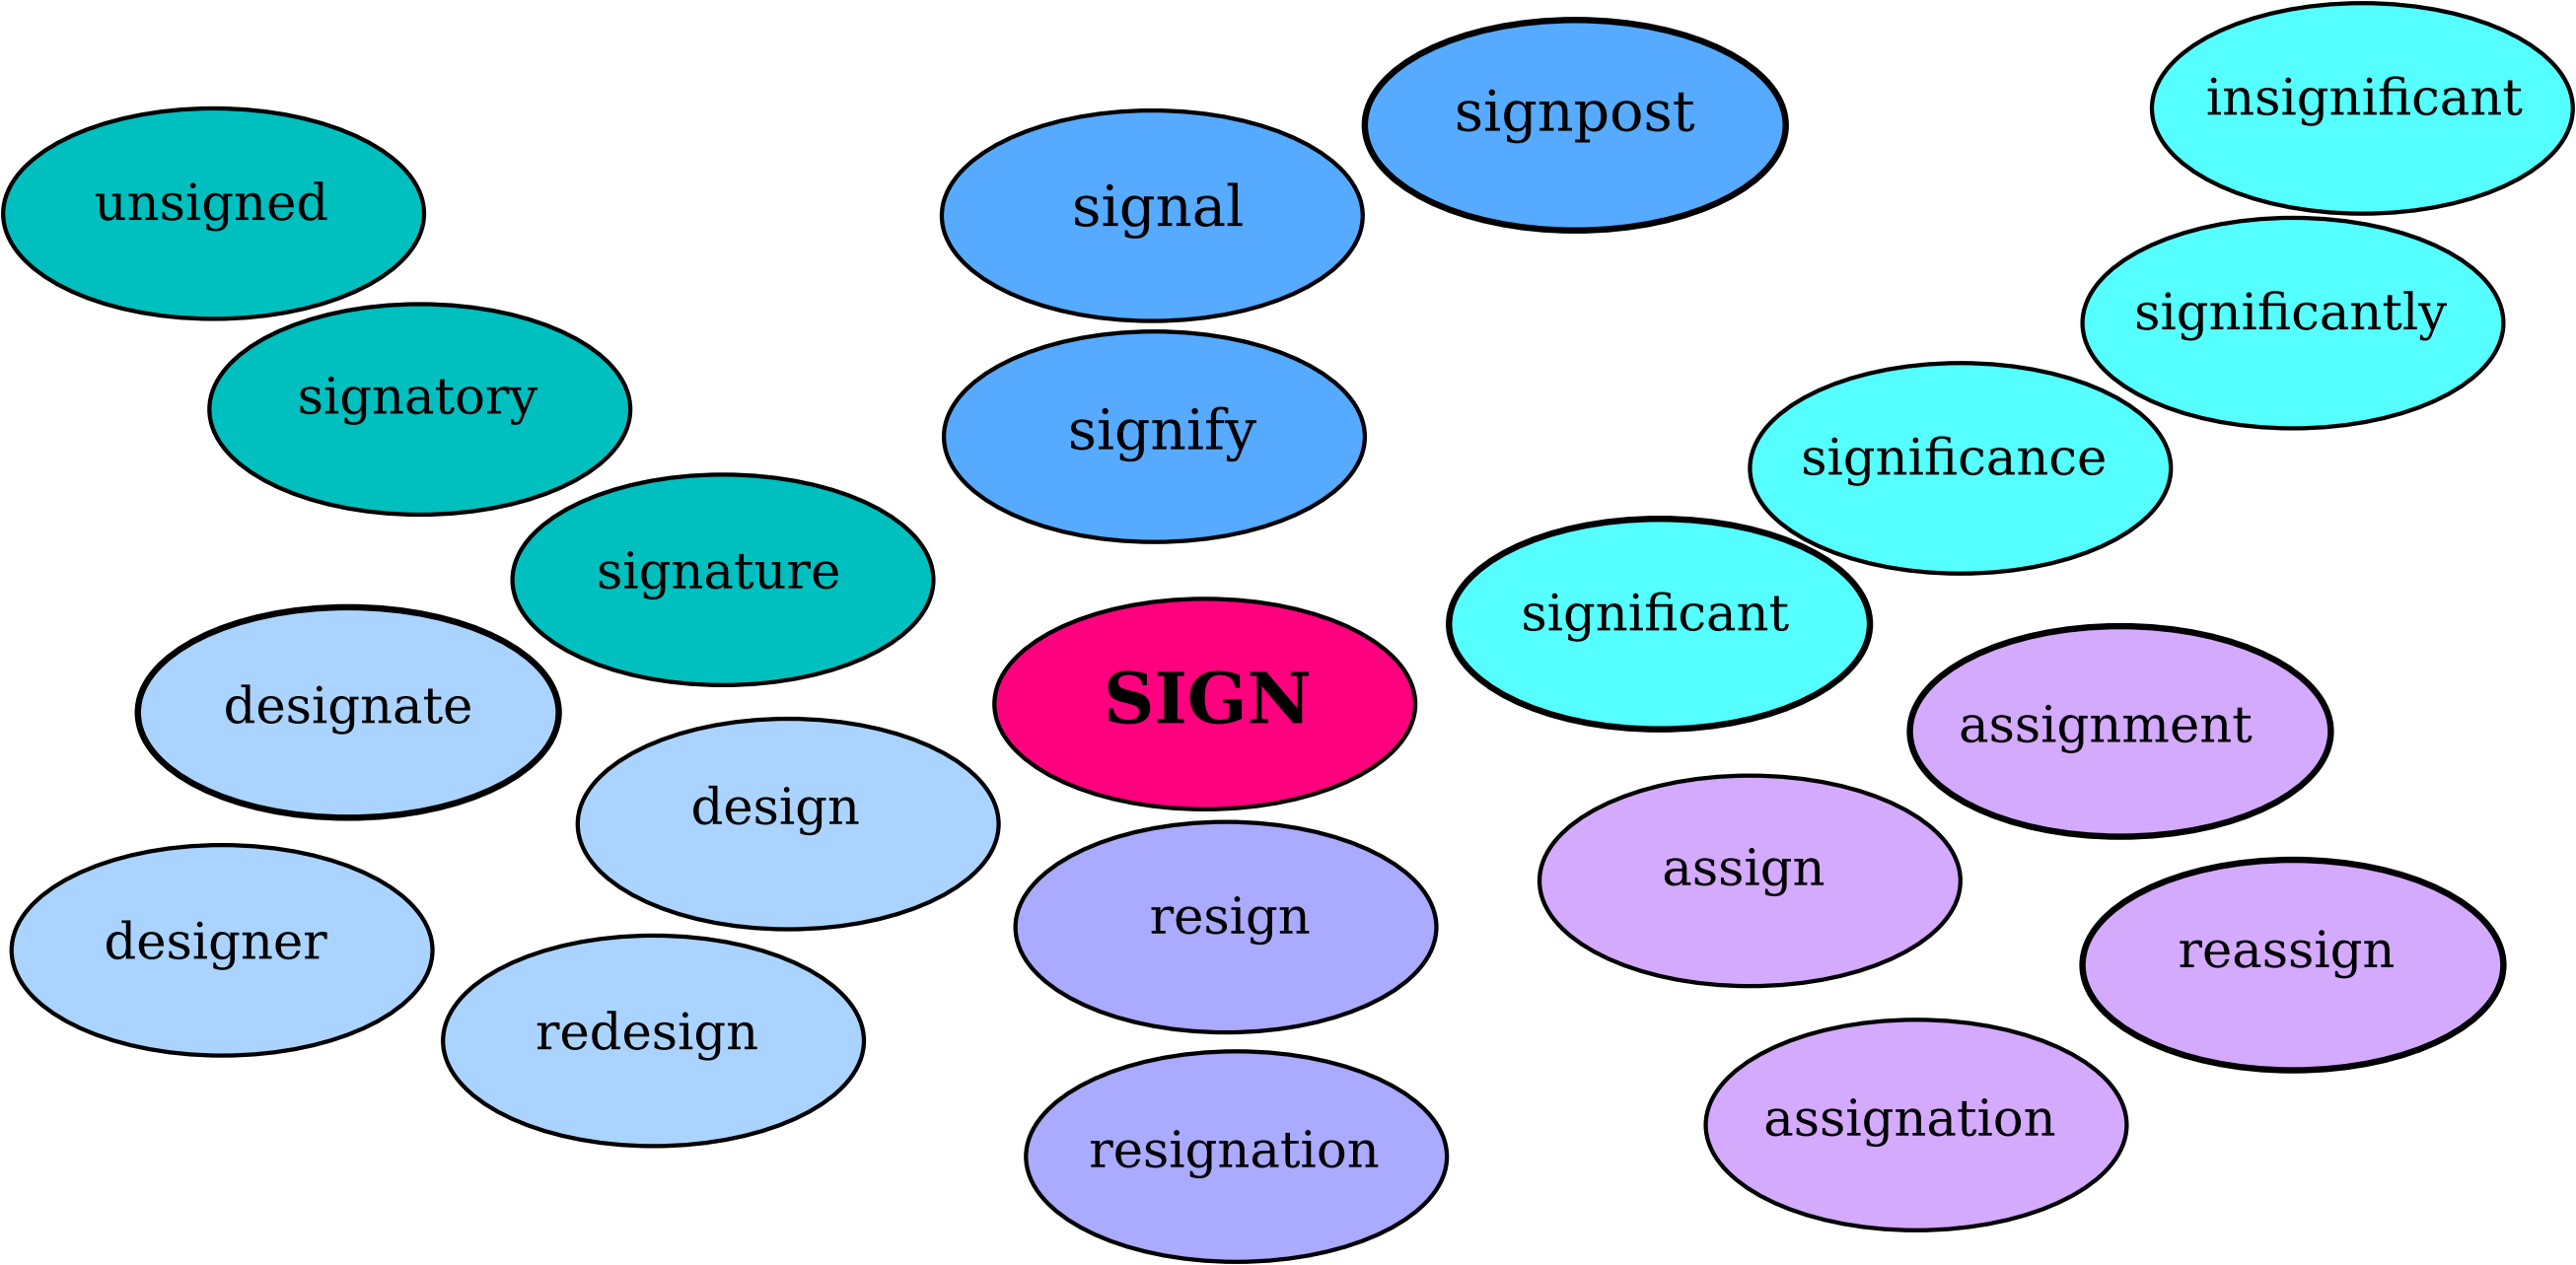 insignificant
signpost
unsigned
signal
significantly
signatory
signify
significance
signature
significant
designate
SIGN
assignment
design
assign
designer
resign
reassign
redesign
assignation
resignation